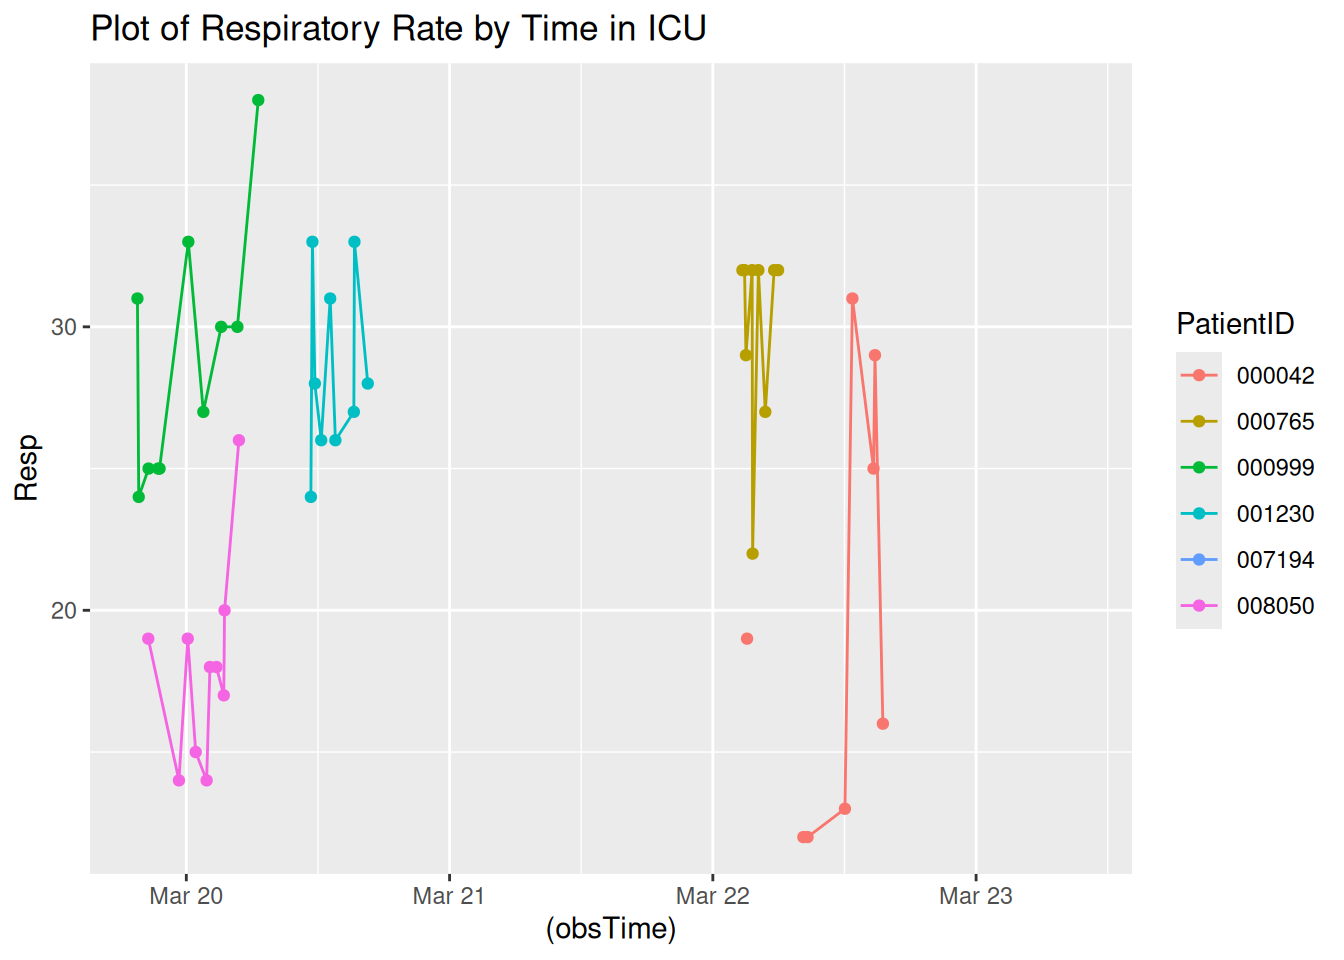 Plot of Respiratory Rate by Time in ICU
Resp
30
20
Mar 20
Mar 21
Mar 22
Mar 23
(obsTime)
PatientID
000042
000765
000999
001230
007194
008050